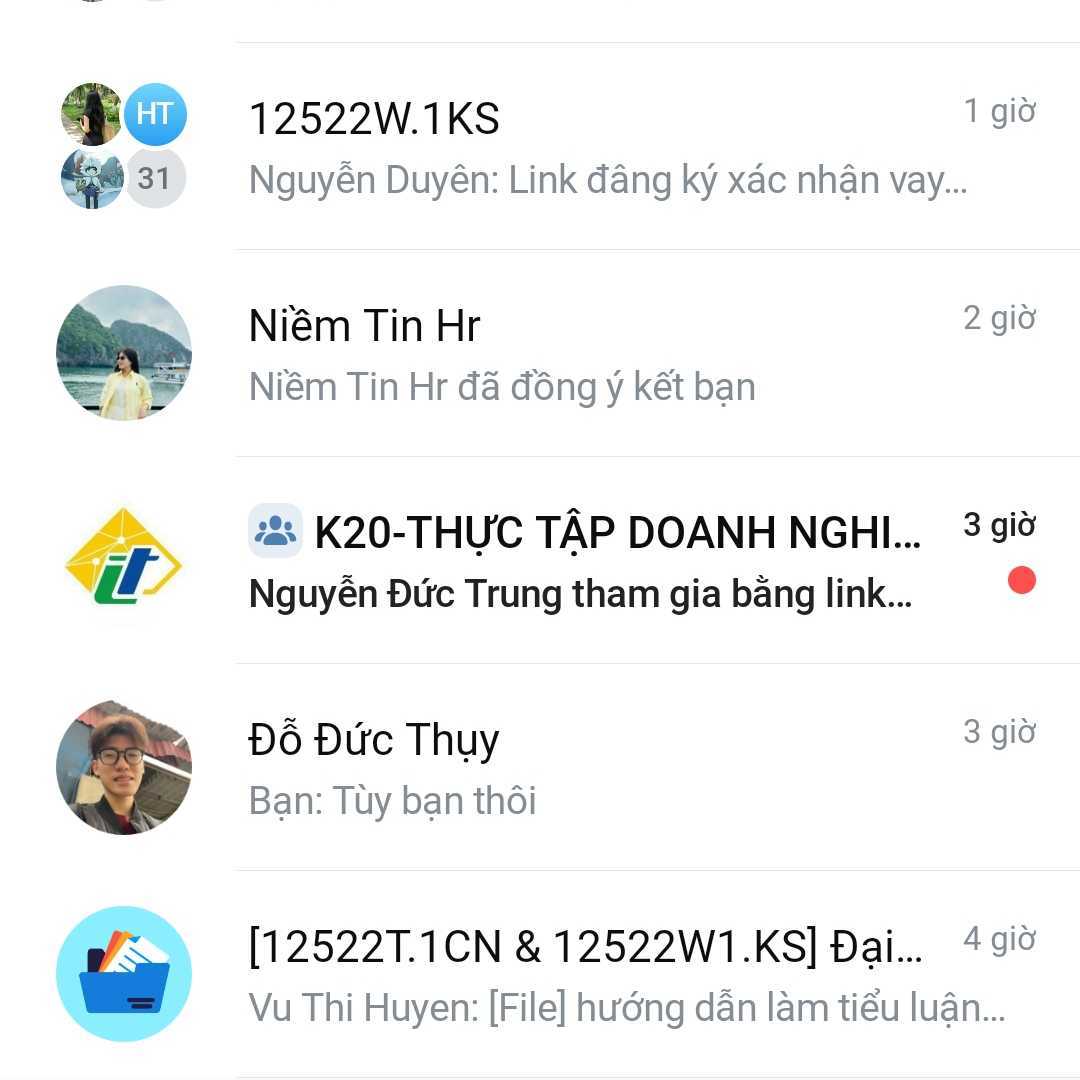 HT
31
12522W.1KS
1 giờ
Nguyễn Duyên: Link đâng ký xác nhận vay...
Niềm Tin Hr
2 giờ
Niềm Tin Hr đã đồng ý kết bạn
it
K20-THỰC TẬP DOANH NGHI...
3 giờ
Nguyễn Đức Trung tham gia bằng link...
Đỗ Đức Thụy
3 giờ
Bạn: Tùy bạn thôi
[12522T.1CN & 12522W1.KS] Đại...
4 giờ
Vu Thi Huyen: [File] hướng dẫn làm tiểu luận...